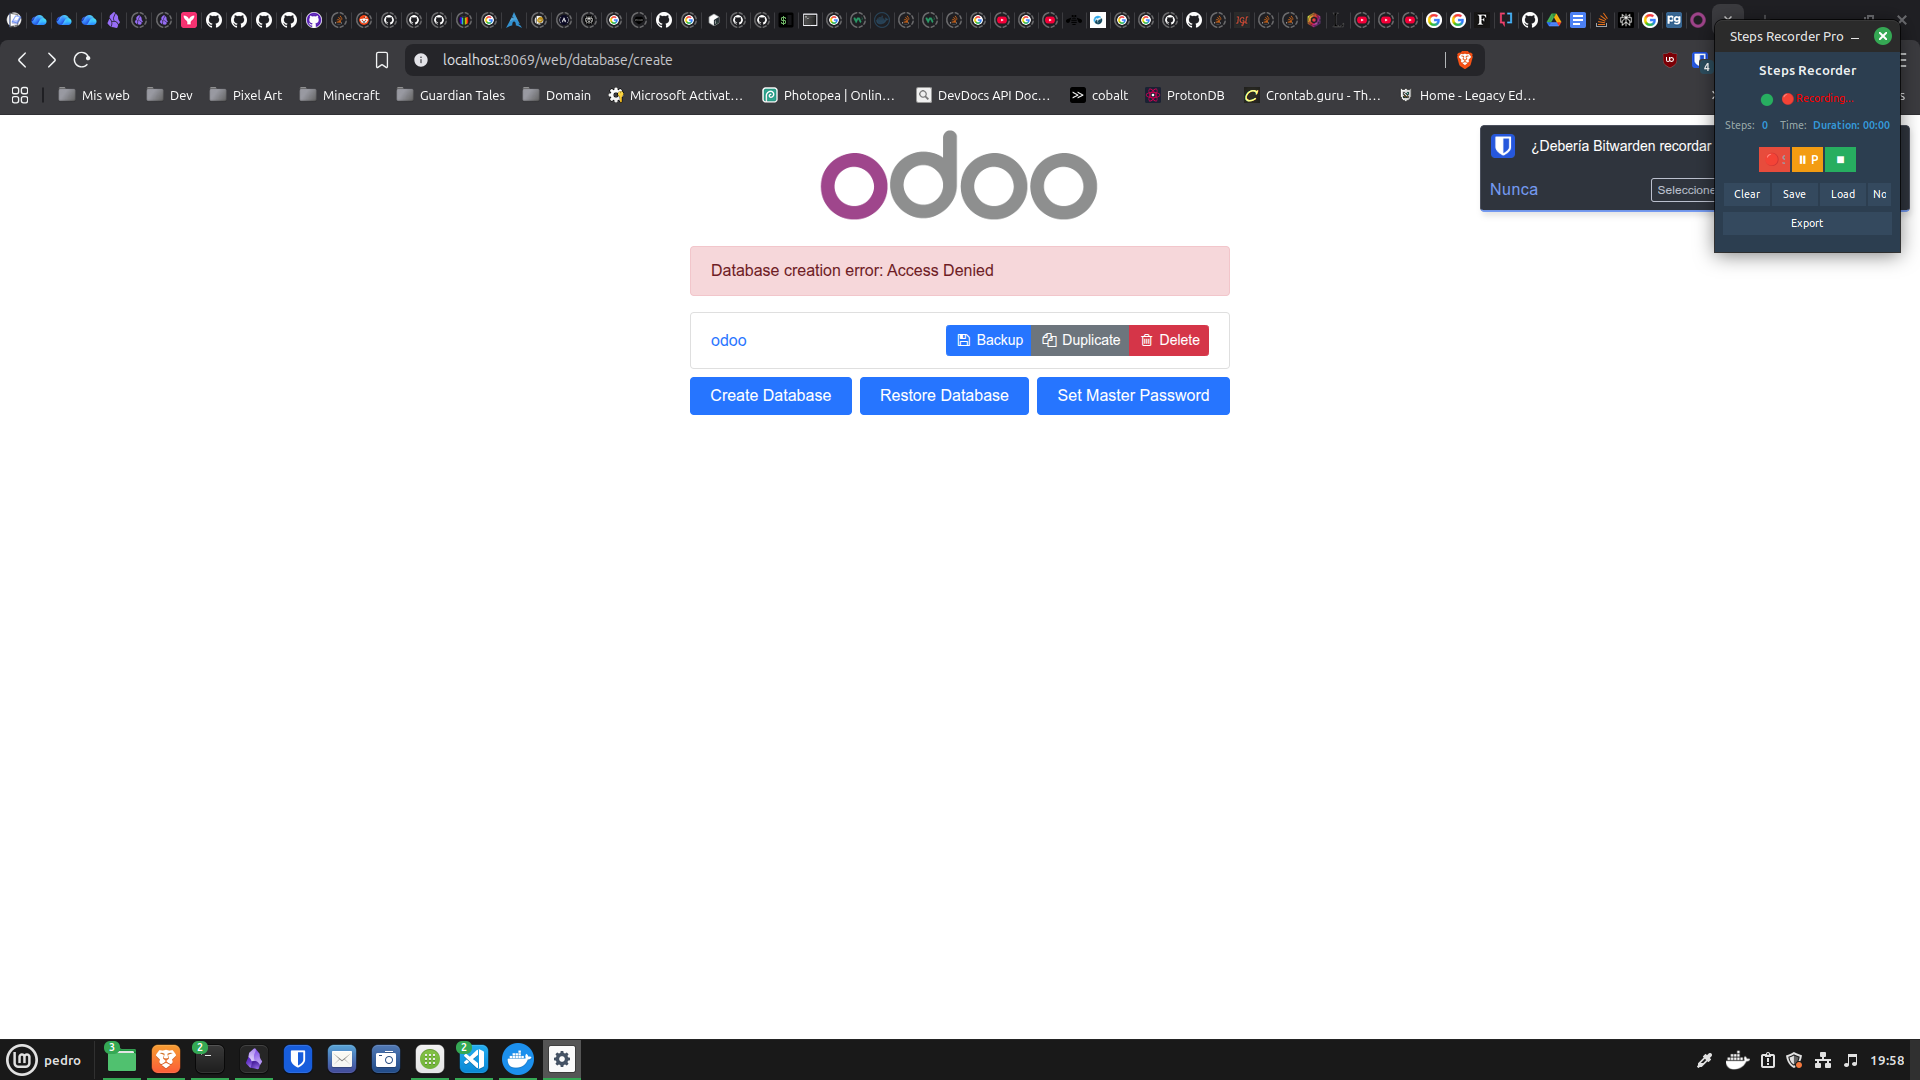 Steps Recorder Pro
localhost:8069/web/database/create
Mis web
Dev
Pixel Art
Minecraft
Guardian Tales
Domain
Microsoft Activat...
Photopea | Onlin...
DevDocs API Doc...
cobalt
ProtonDB
Crontab.guru - Th...
Home - Legacy Ed...
Steps Recorder
Recording...
Steps: 0 Time: Duration: 00:00
P
Clear
Save
Load
No
Export
¿Debería Bitwarden recordar
Nunca
Seleccione
odoo
Database creation error: Access Denied
odoo
Backup
Duplicate
Delete
Create Database
Restore Database
Set Master Password
pedro
3
2
2
4
19:58